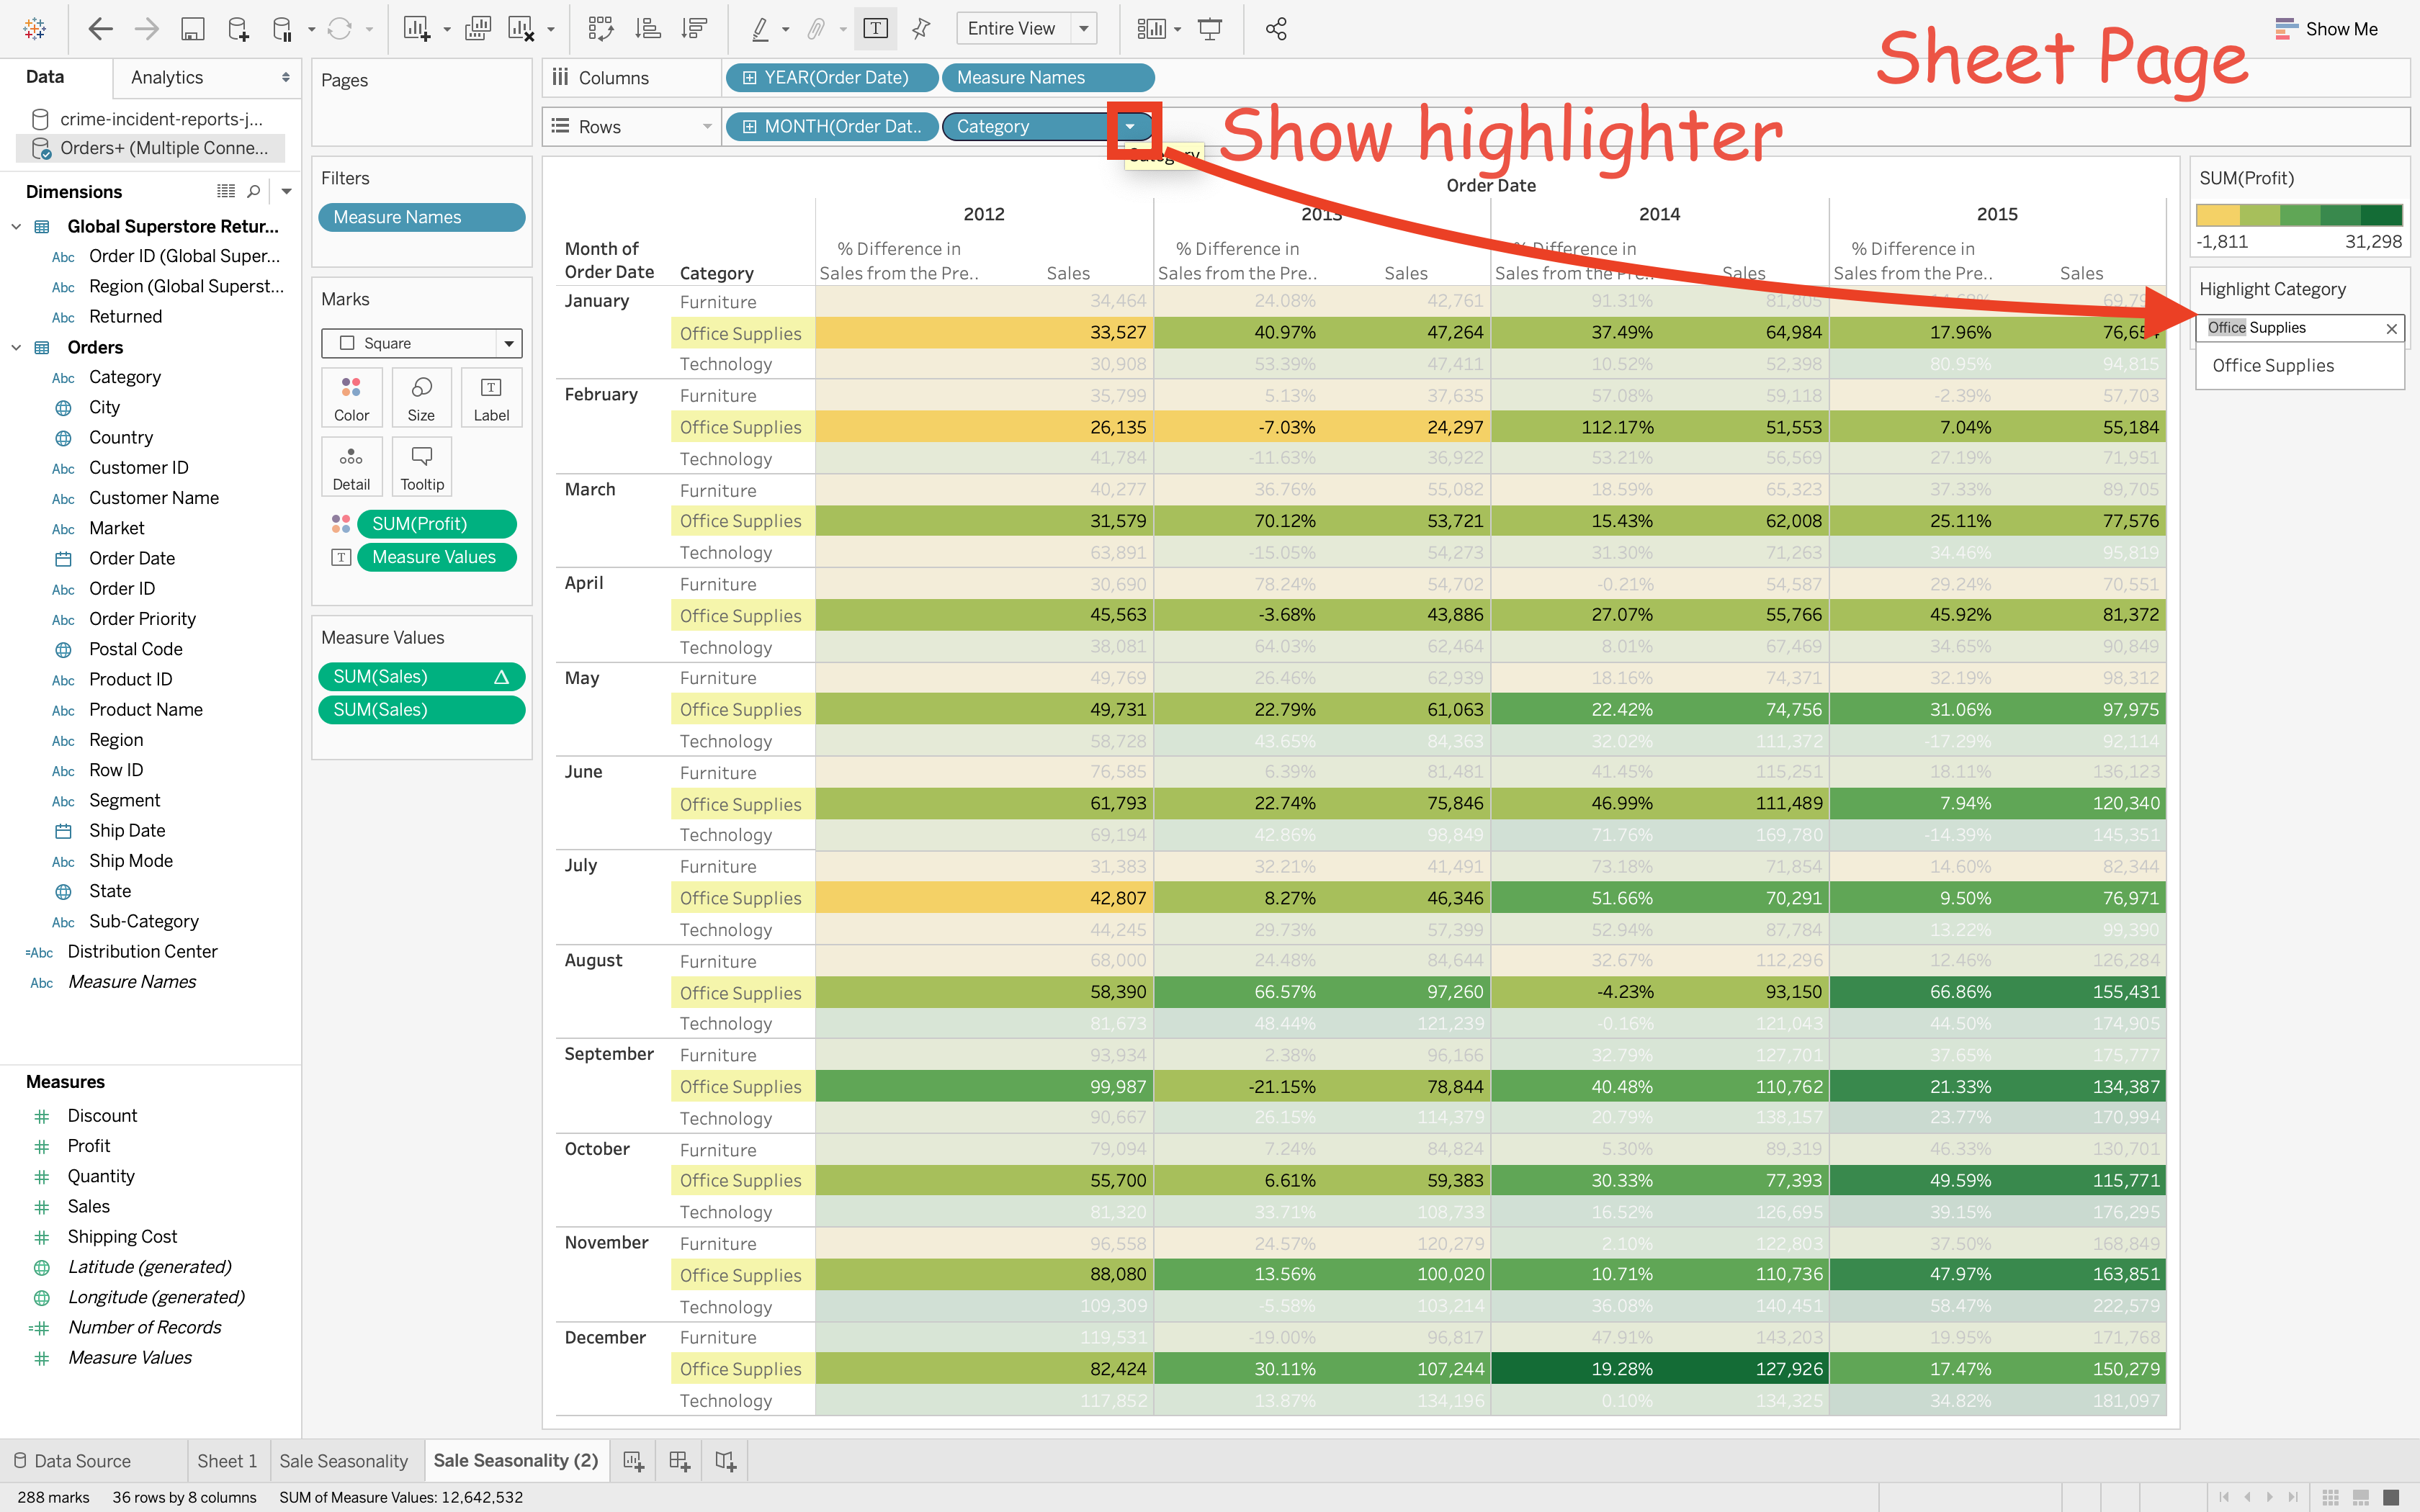 Entire View
Show Me
Sheet Page
Data
Analytics
Pages
Columns
YEAR(Order Date)
Measure Names
crime-incident-reports-j...
Orders+ (Multiple Conne...
Rows
MONTH(Order Dat..
Category
Show highlighter
Category
Dimensions
Global Superstore Retur...
Order ID (Global Super...
Region (Global Superst...
Returned
Orders
Category
City
Country
Customer ID
Customer Name
Market
Order Date
Order ID
Order Priority
Postal Code
Product ID
Product Name
Region
Row ID
Segment
Ship Date
Ship Mode
State
Sub-Category
Distribution Center
Measure Names
Measures
Discount
Profit
Quantity
Sales
Shipping Cost
Latitude (generated)
Longitude (generated)
Number of Records
Measure Values
Filters
Measure Names
Marks
Square
Color
Size
Label
Detail
Tooltip
SUM(Profit)
Measure Values
Measure Values
SUM(Sales)
SUM(Sales)
Order Date
2012 2013 2014 2015
Month of
Order Date
Category
% Difference in
Sales from the Pre..
Sales
% Difference in
Sales from the Pre..
Sales
% Difference in
Sales from the Pre..
Sales
% Difference in
Sales from the Pre..
Sales
January Furniture 34,464 24.08% 42,761 91.31% 81,805
Office Supplies 33,527 40.97% 47,264 37.49% 64,984 17.96% 76,654
Technology 30,908 53.39% 47,411 10.52% 52,398 80.95% 94,815
February Furniture 35,799 5.13% 37,635 57.08% 59,118 -2.39% 57,703
Office Supplies 26,135 -7.03% 24,297 112.17% 51,553 7.04% 55,184
Technology 41,784 -11.63% 36,922 53.21% 56,569 27.19% 71,951
March Furniture 40,277 36.76% 55,082 18.59% 65,323 37.33% 89,705
Office Supplies 31,579 70.12% 53,721 15.43% 62,008 25.11% 77,576
Technology 63,891 -15.05% 54,273 31.30% 71,263 34.46% 95,819
April Furniture 30,690 78.24% 54,702 -0.21% 54,587 29.24% 70,551
Office Supplies 45,563 -3.68% 43,886 27.07% 55,766 45.92% 81,372
Technology 38,081 64.03% 62,464 8.01% 67,469 34.65% 90,849
May Furniture 49,769 26.46% 62,939 18.16% 74,371 32.19% 98,312
Office Supplies 49,731 22.79% 61,063 22.42% 74,756 31.06% 97,975
Technology 58,728 43.65% 84,363 32.02% 111,372 -17.29% 92,114
June Furniture 76,585 6.39% 81,481 41.45% 115,251 18.11% 136,123
Office Supplies 61,793 22.74% 75,846 46.99% 111,489 7.94% 120,340
Technology 69,194 42.86% 98,849 71.76% 169,780 -14.39% 145,351
July Furniture 31,383 32.21% 41,491 73.18% 71,854 14.60% 82,344
Office Supplies 42,807 8.27% 46,346 51.66% 70,291 9.50% 76,971
Technology 44,245 29.73% 57,399 52.94% 87,784 13.22% 99,390
August Furniture 68,000 24.48% 84,644 32.67% 112,296 12.46% 126,284
Office Supplies 58,390 66.57% 97,260 -4.23% 93,150 66.86% 155,431
Technology 81,673 48.44% 121,239 -0.16% 121,043 44.50% 174,905
September Furniture 93,934 2.38% 96,166 32.79% 127,701 37.65% 175,777
Office Supplies 99,987 -21.15% 78,844 40.48% 110,762 21.33% 134,387
Technology 90,667 26.15% 114,379 20.79% 138,157 23.77% 170,994
October Furniture 79,094 7.24% 84,824 5.30% 89,319 46.33% 130,701
Office Supplies 55,700 6.61% 59,383 30.33% 77,393 49.59% 115,771
Technology 81,320 33.71% 108,733 16.52% 126,695 39.15% 176,295
November Furniture 96,558 24.57% 120,279 2.10% 122,803 37.50% 168,849
Office Supplies 88,080 13.56% 100,020 10.71% 110,736 47.97% 163,851
Technology 109,309 -5.58% 103,214 36.08% 140,451 58.47% 222,579
December Furniture 119,531 -19.00% 96,817 47.91% 143,203 19.95% 171,768
Office Supplies 82,424 30.11% 107,244 19.28% 127,926 17.47% 150,279
Technology 117,852 13.87% 134,196 0.10% 134,325 34.82% 181,097
SUM(Profit)
-1,811 31,298
Highlight Category
Office Supplies
Office Supplies
Data Source
Sheet 1
Sale Seasonality
Sale Seasonality (2)
288 marks
36 rows by 8 columns
SUM of Measure Values: 12,642,532